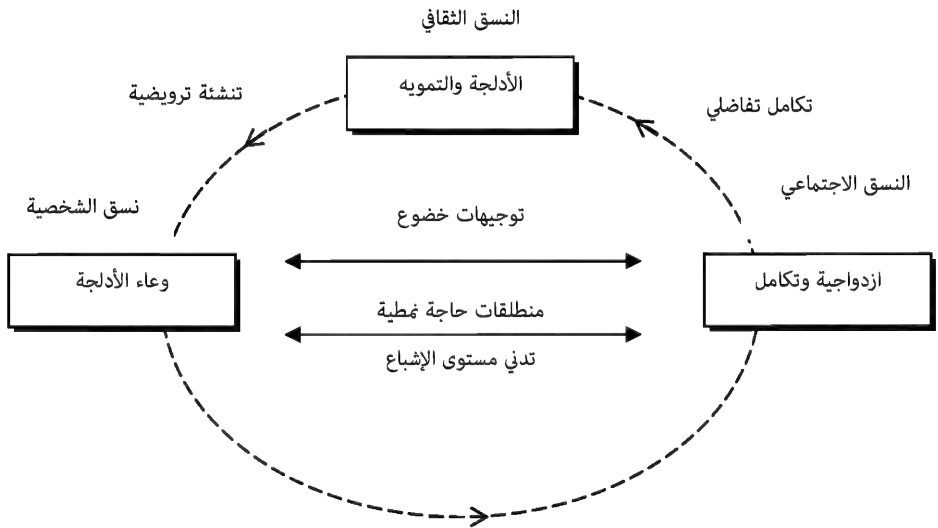 النسق الثقافي
الأدلجة والتمويه
تكامل تفاضلي
تنشئة ترويضية
النسق الاجتماعي
نسق الشخصية
توجيهات خضوع
ازدواجية وتكامل
وعاء الأدلجة
منطلقات حاجة نمطية
تدني مستوى الإشباع